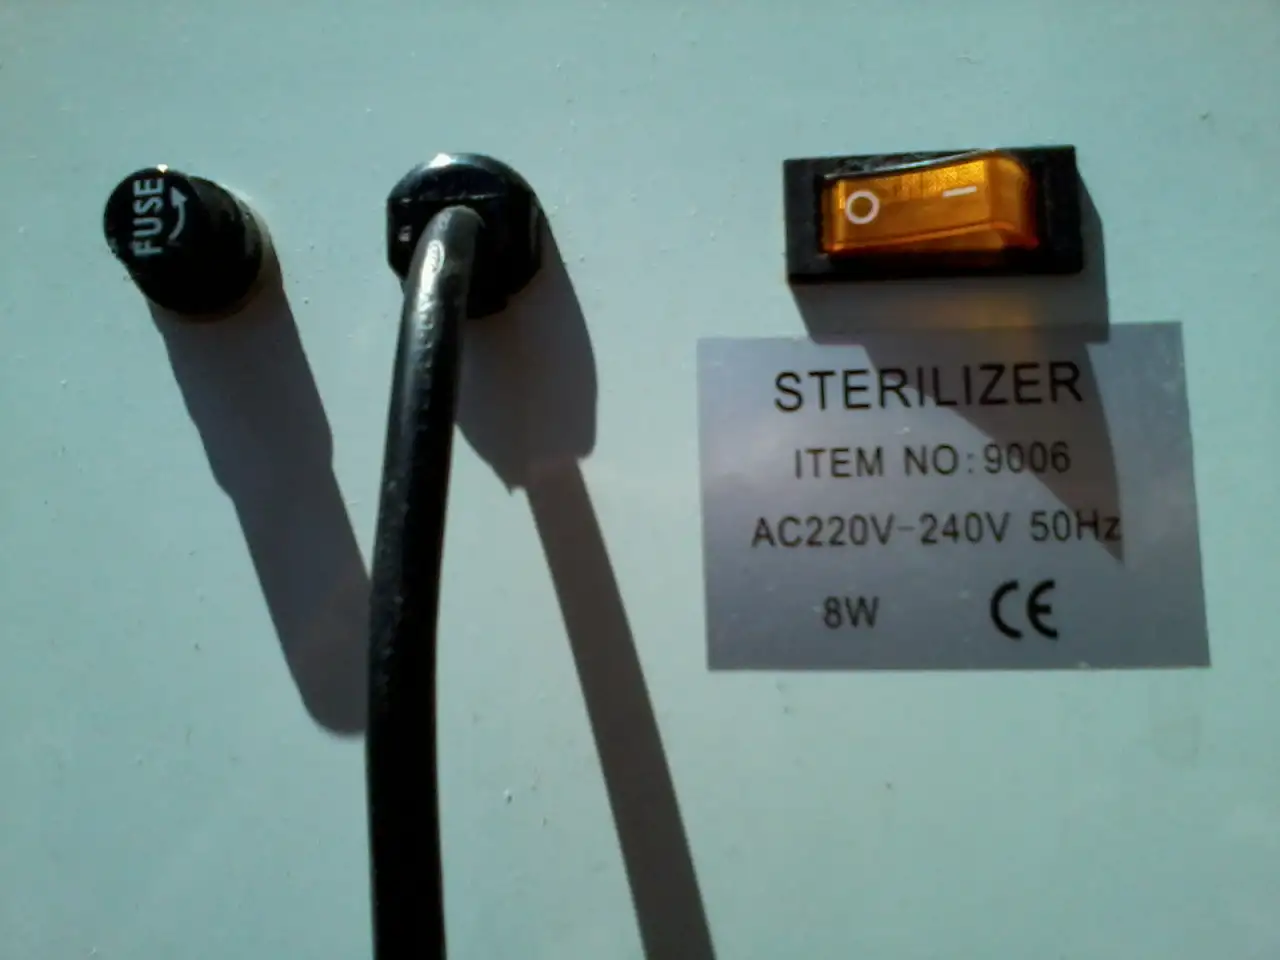 FUSE
O I
STERILIZER
ITEM NO:9006
AC220V-240V 50Hz
8W CE